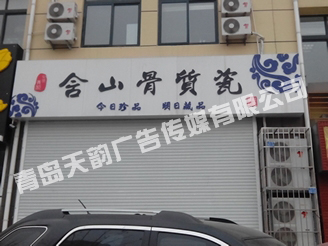 含山骨質瓷
今日珍品 明日藏品
青岛天韵广告传媒有限公司